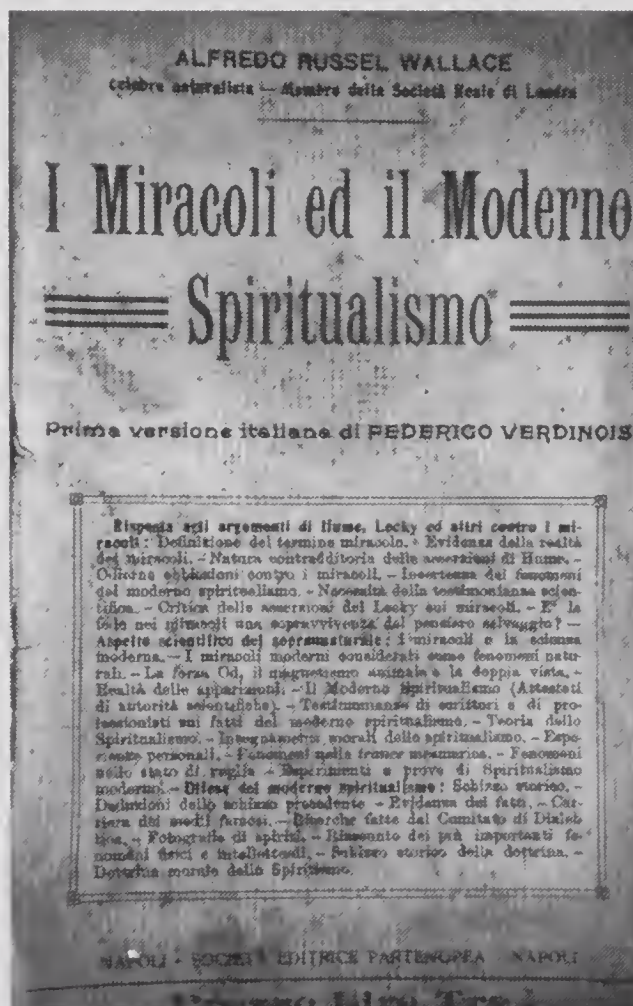 ALFREDO RUSSEL WALLACE
Celebre naturalista — Membro della Società Reale di Londra
I Miracoli ed il Moderno
Spiritualismo
Prima versione italiana di FEDERICO VERDINOIS
Risposta agli argomenti di Hume, Lecky ed altri contro i mi-
racoli: Definizione del termine miracolo. - Evidenza della realtà
dei miracoli. - Natura contradditoria delle asserzioni di Hume. -
Odierne obbiezioni contro i miracoli. - Incertezza dei fenomeni
del moderno spiritualismo. - Necessità della testimonianza scien-
tifica. - Critica delle asserzioni del Lecky sui miracoli. - E' la
fede nei miracoli una sopravvivenza del pensiero selvaggio? -
Aspetto scientifico del soprannaturale: I miracoli e la scienza
moderna. - I miracoli moderni considerati come fenomeni natu-
rali. - La forza Od, il magnetismo animale e la doppia vista. -
Realtà delle apparizioni. - Il Moderno Spiritualismo (Attestati
di autorità scientifiche). - Testimonianze di scrittori e di pro-
fessionisti sui fatti del moderno spiritualismo. - Teoria dello
Spiritualismo. - Insegnamenti morali dello spiritualismo. - Espe-
rienze personali. - Fenomeni nella trance mesmerica. - Fenomeni
nello stato di veglia - Esperimenti e prove di Spiritualismo
moderno. - Difesa del moderno spiritualismo: Schizzo storico. -
Deduzioni dello schizzo precedente - Evidenza dei fatti. - Car-
riera dei medii famosi. - Ricerche fatte dal Comitato di Dialet-
tica. - Fotografie di spiriti. - Riassunto dei più importanti fe-
nomeni fisici e intellettuali. - Schizzo storico della dottrina. -
Dottrina morale dello Spiritismo.
NAPOLI - SOCIETÀ EDITRICE PARTENOPEA - NAPOLI